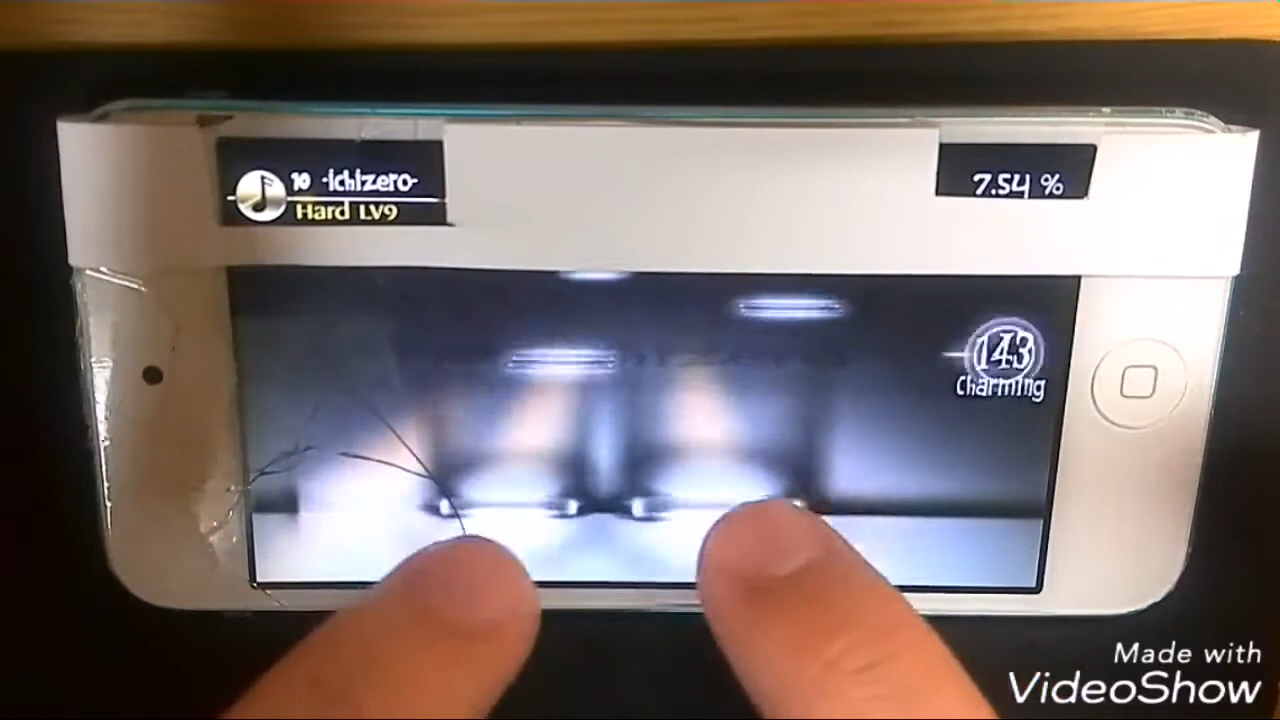 10 -ichizero-
Hard LV9
7.54 %
143
Charming
Made with
VideoShow